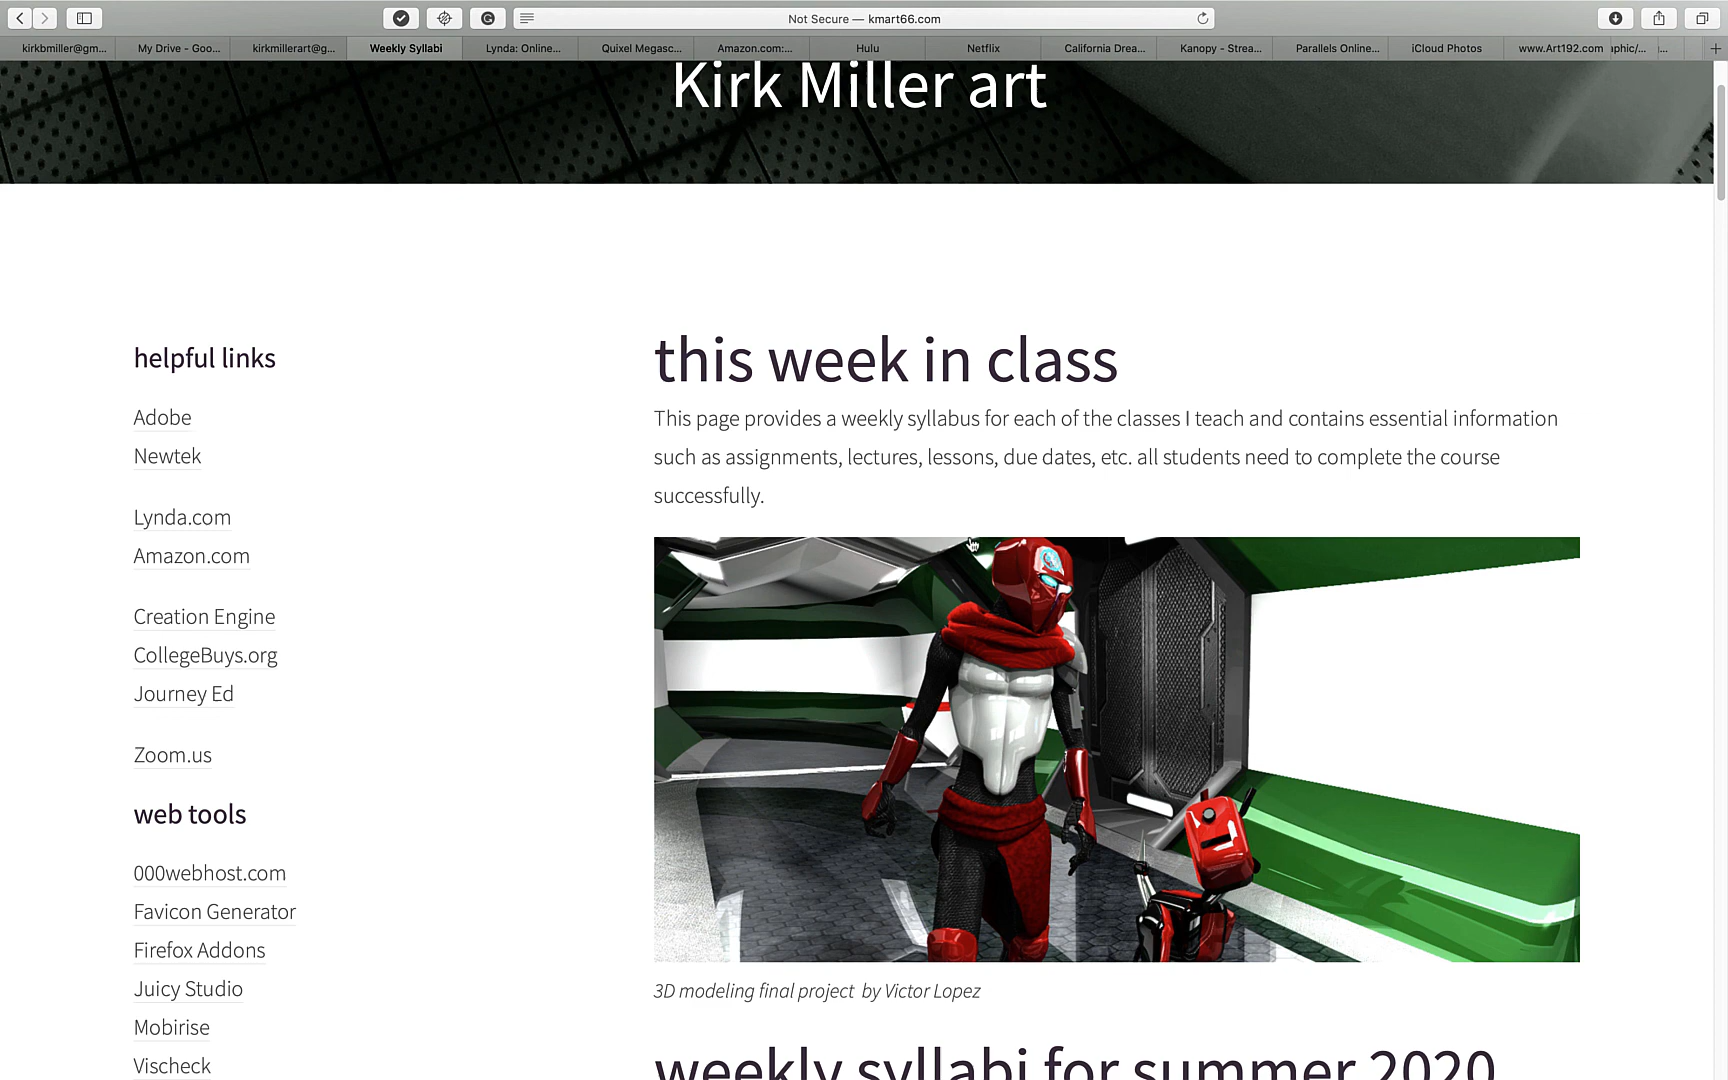 Not Secure — kmart66.com
kirkbmiller@gm...
My Drive - Goo...
kirkmillerart@g...
Weekly Syllabi
Lynda: Online...
Quixel Megasc...
Amazon.com:...
Hulu
Netflix
California Drea...
Kanopy - Strea...
Parallels Online...
iCloud Photos
www.Art192.com
Kirk Miller art
helpful links
Adobe
Newtek
Lynda.com
Amazon.com
Creation Engine
CollegeBuys.org
Journey Ed
Zoom.us
web tools
000webhost.com
Favicon Generator
Firefox Addons
Juicy Studio
Mobirise
Vischeck
this week in class
This page provides a weekly syllabus for each of the classes I teach and contains essential information
such as assignments, lectures, lessons, due dates, etc. all students need to complete the course
successfully.
3D modeling final project by Victor Lopez
weekly syllabi for summer 2020